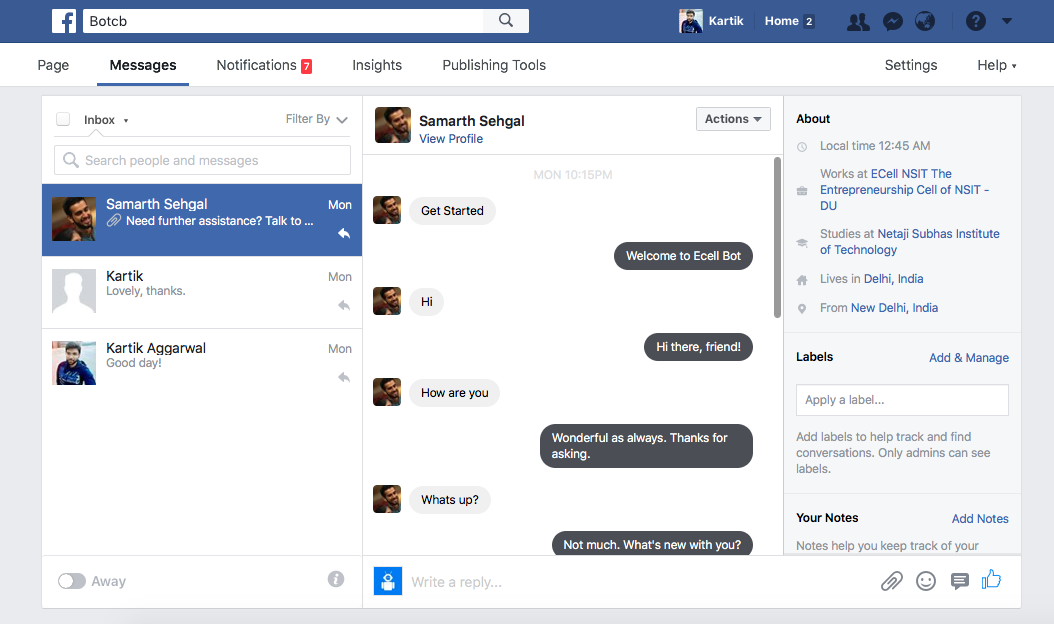 f
Botcb
Kartik
Home 2
?
Page
Messages
Notifications 7
Insights
Publishing Tools
Settings
Help
Inbox
Filter By
Search people and messages
Samarth Sehgal
Mon
Need further assistance? Talk to ...
Kartik
Mon
Lovely, thanks.
Kartik Aggarwal
Mon
Good day!
Away
i
Samarth Sehgal
View Profile
Actions
MON 10:15PM
Get Started
Welcome to Ecell Bot
Hi
Hi there, friend!
How are you
Wonderful as always. Thanks for
asking.
Whats up?
Not much. What's new with you?
Write a reply...
About
Local time 12:45 AM
Works at ECell NSIT The
Entrepreneurship Cell of NSIT -
DU
Studies at Netaji Subhas Institute
of Technology
Lives in Delhi, India
From New Delhi, India
Labels
Add & Manage
Apply a label...
Add labels to help track and find
conversations. Only admins can see
labels.
Your Notes
Add Notes
Notes help you keep track of your